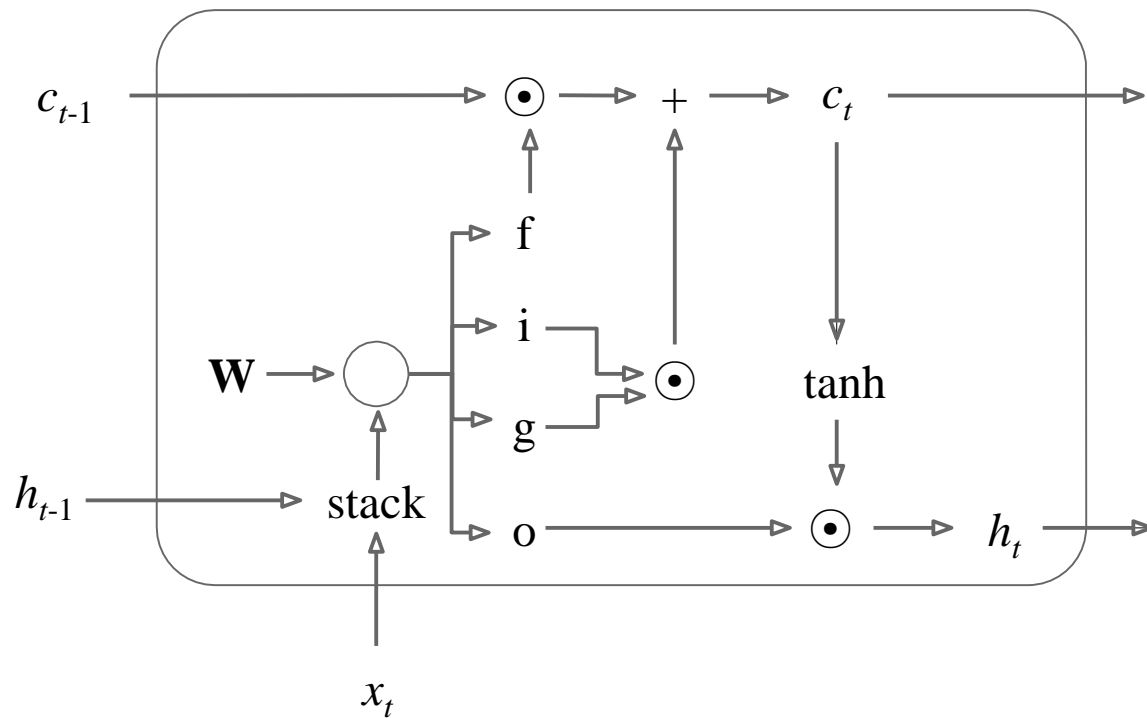 c_{t-1} ⊙ + c_t
f
i
W ⊙ tanh
g
h_{t-1} stack
o ⊙ h_t
x_t